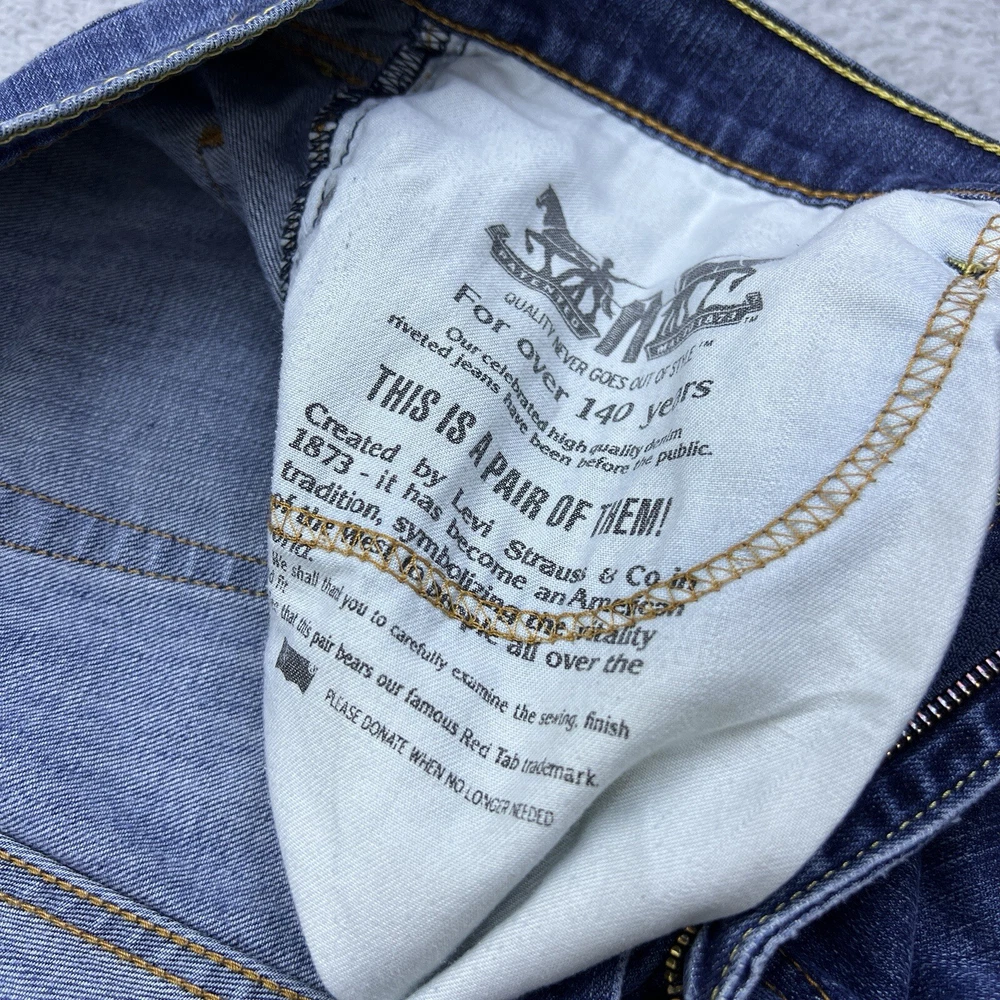 QUALITY NEVER GOES OUT OF STYLE™
For over 140 years
Our celebrated high quality denim
riveted jeans have been before the public.
THIS IS A PAIR OF THEM!
Created by Levi Strauss & Co in
1873 - it has become an American
tradition, symbolizing the vitality
of the West to people all over the
we shall thank you to carefully examine the sewing, finish
fit
that this pair bears our famous Red Tab trademark.
PLEASE DONATE WHEN NO LONGER NEEDED